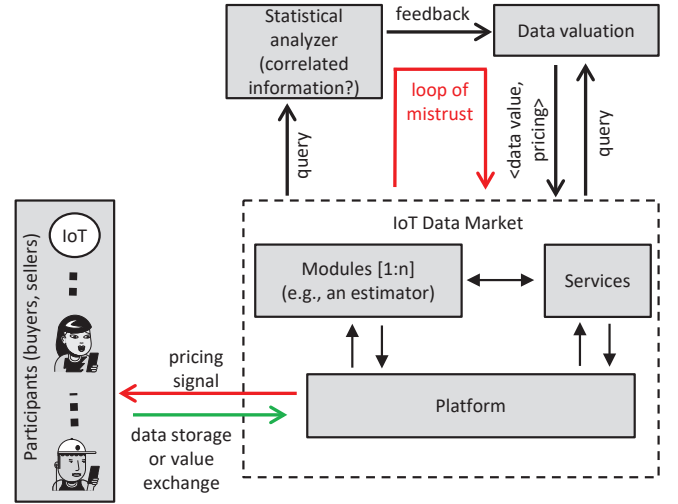 Statistical
analyzer
(correlated
information?)
feedback
Data valuation
loop of
mistrust
query
<data value,
pricing>
query
IoT Data Market
Participants (buyers, sellers)
IoT
Modules [1:n]
(e.g., an estimator)
Services
pricing
signal
Platform
data storage
or value
exchange